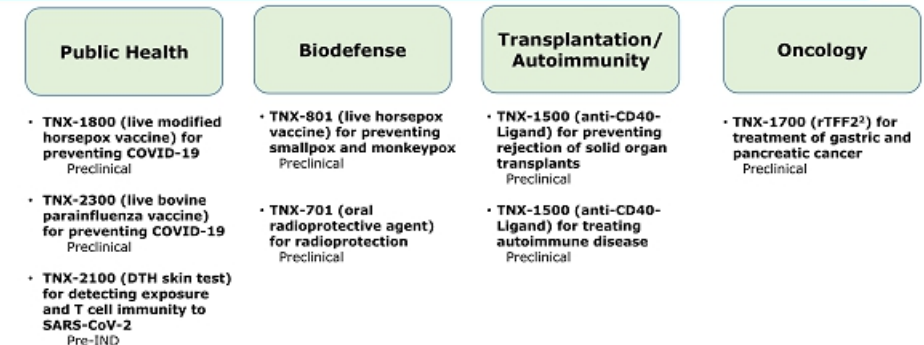 Public Health
• TNX-1800 (live modified
horsepox vaccine) for
preventing COVID-19
Preclinical
• TNX-2300 (live bovine
parainfluenza vaccine)
for preventing COVID-19
Preclinical
• TNX-2100 (DTH skin test)
for detecting exposure
and T cell immunity to
SARS-CoV-2
Pre-IND
Biodefense
• TNX-801 (live horsepox
vaccine) for preventing
smallpox and monkeypox
Preclinical
• TNX-701 (oral
radioprotective agent)
for radioprotection
Preclinical
Transplantation/
Autoimmunity
• TNX-1500 (anti-CD40-
Ligand) for preventing
rejection of solid organ
transplants
Preclinical
• TNX-1500 (anti-CD40-
Ligand) for treating
autoimmune disease
Preclinical
Oncology
• TNX-1700 (rTFF2²) for
treatment of gastric and
pancreatic cancer
Preclinical